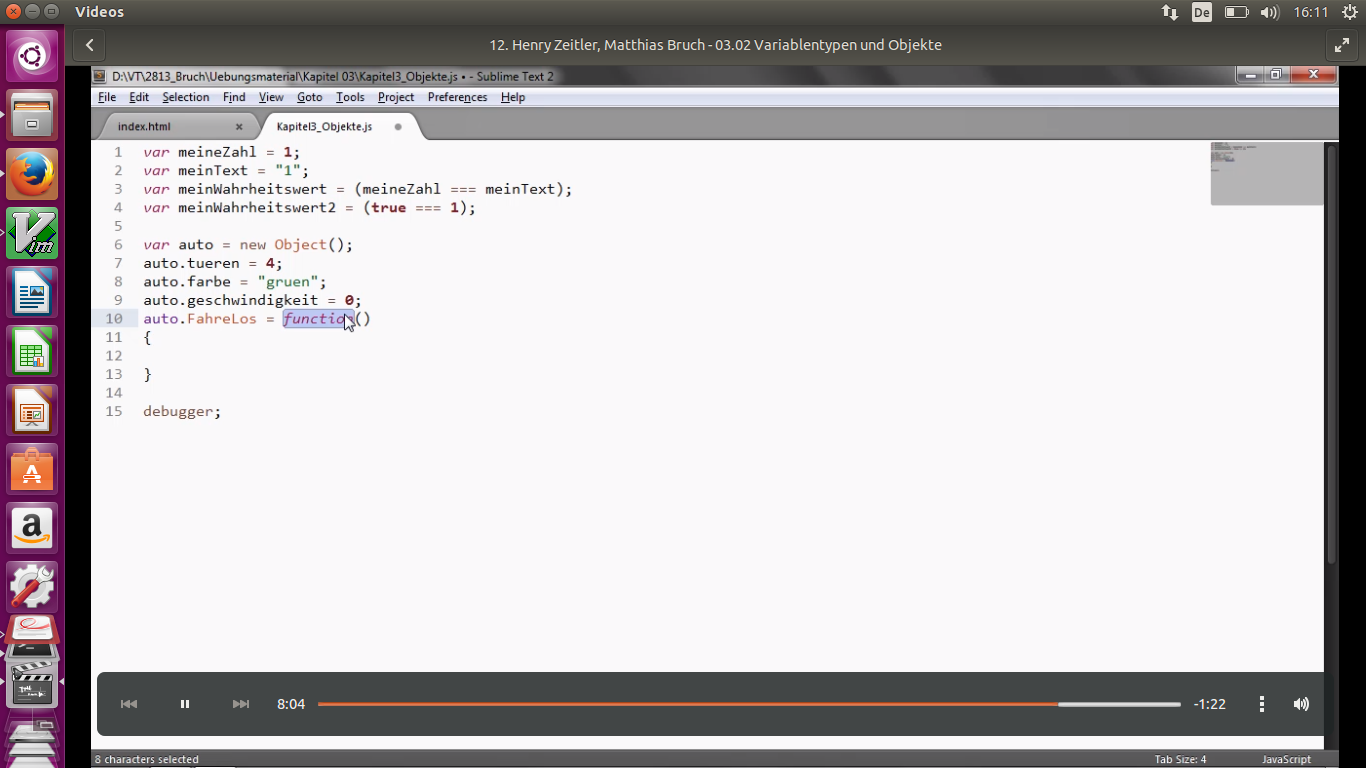 Videos
De
16:11
12. Henry Zeitler, Matthias Bruch - 03.02 Variablentypen und Objekte
D:\VT\2813_Bruch\Uebungsmaterial\Kapitel 03\Kapitel3_Objekte.js • - Sublime Text 2
File Edit Selection Find View Goto Tools Project Preferences Help
index.html
Kapitel3_Objekte.js
1 var meineZahl = 1;
2 var meinText = "1";
3 var meinWahrheitswert = (meineZahl === meinText);
4 var meinWahrheitswert2 = (true === 1);
5
6 var auto = new Object();
7 auto.tueren = 4;
8 auto.farbe = "gruen";
9 auto.geschwindigkeit = 0;
10 auto.FahreLos = function()
11 {
12
13 }
14
15 debugger;
Vim
8:04
-1:22
8 characters selected
Tab Size: 4
JavaScript